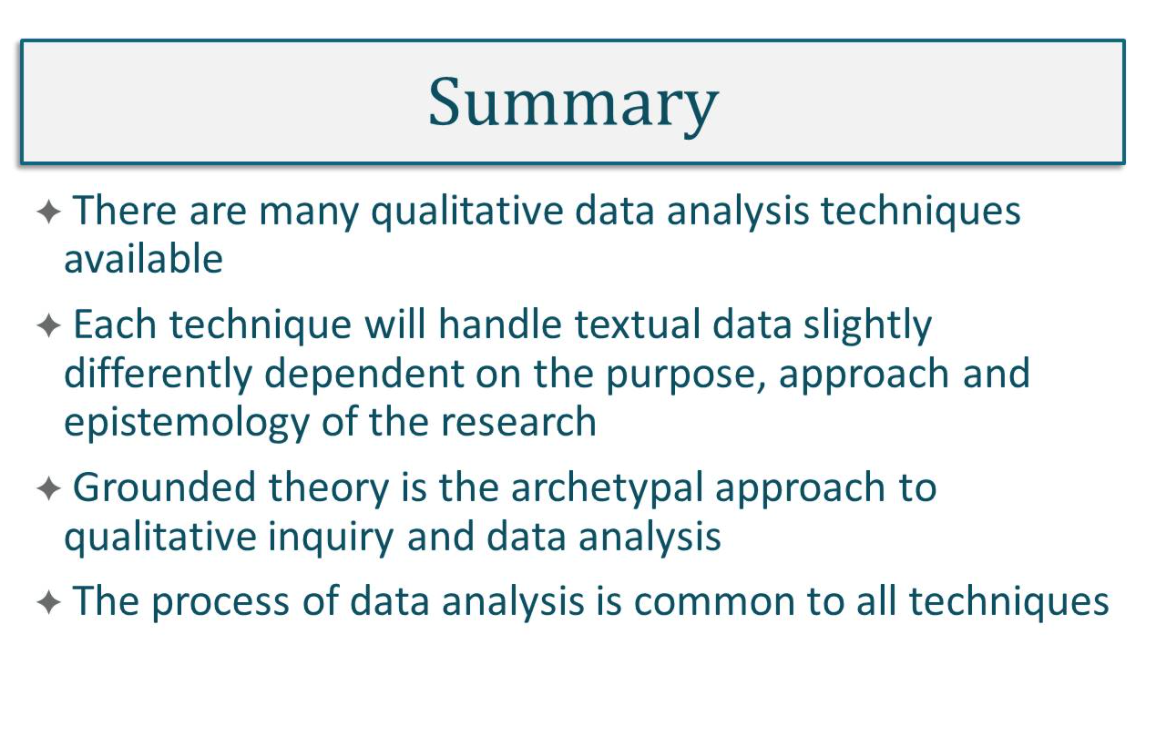 Summary
✦ There are many qualitative data analysis techniques
available
✦ Each technique will handle textual data slightly
differently dependent on the purpose, approach and
epistemology of the research
✦ Grounded theory is the archetypal approach to
qualitative inquiry and data analysis
✦ The process of data analysis is common to all techniques